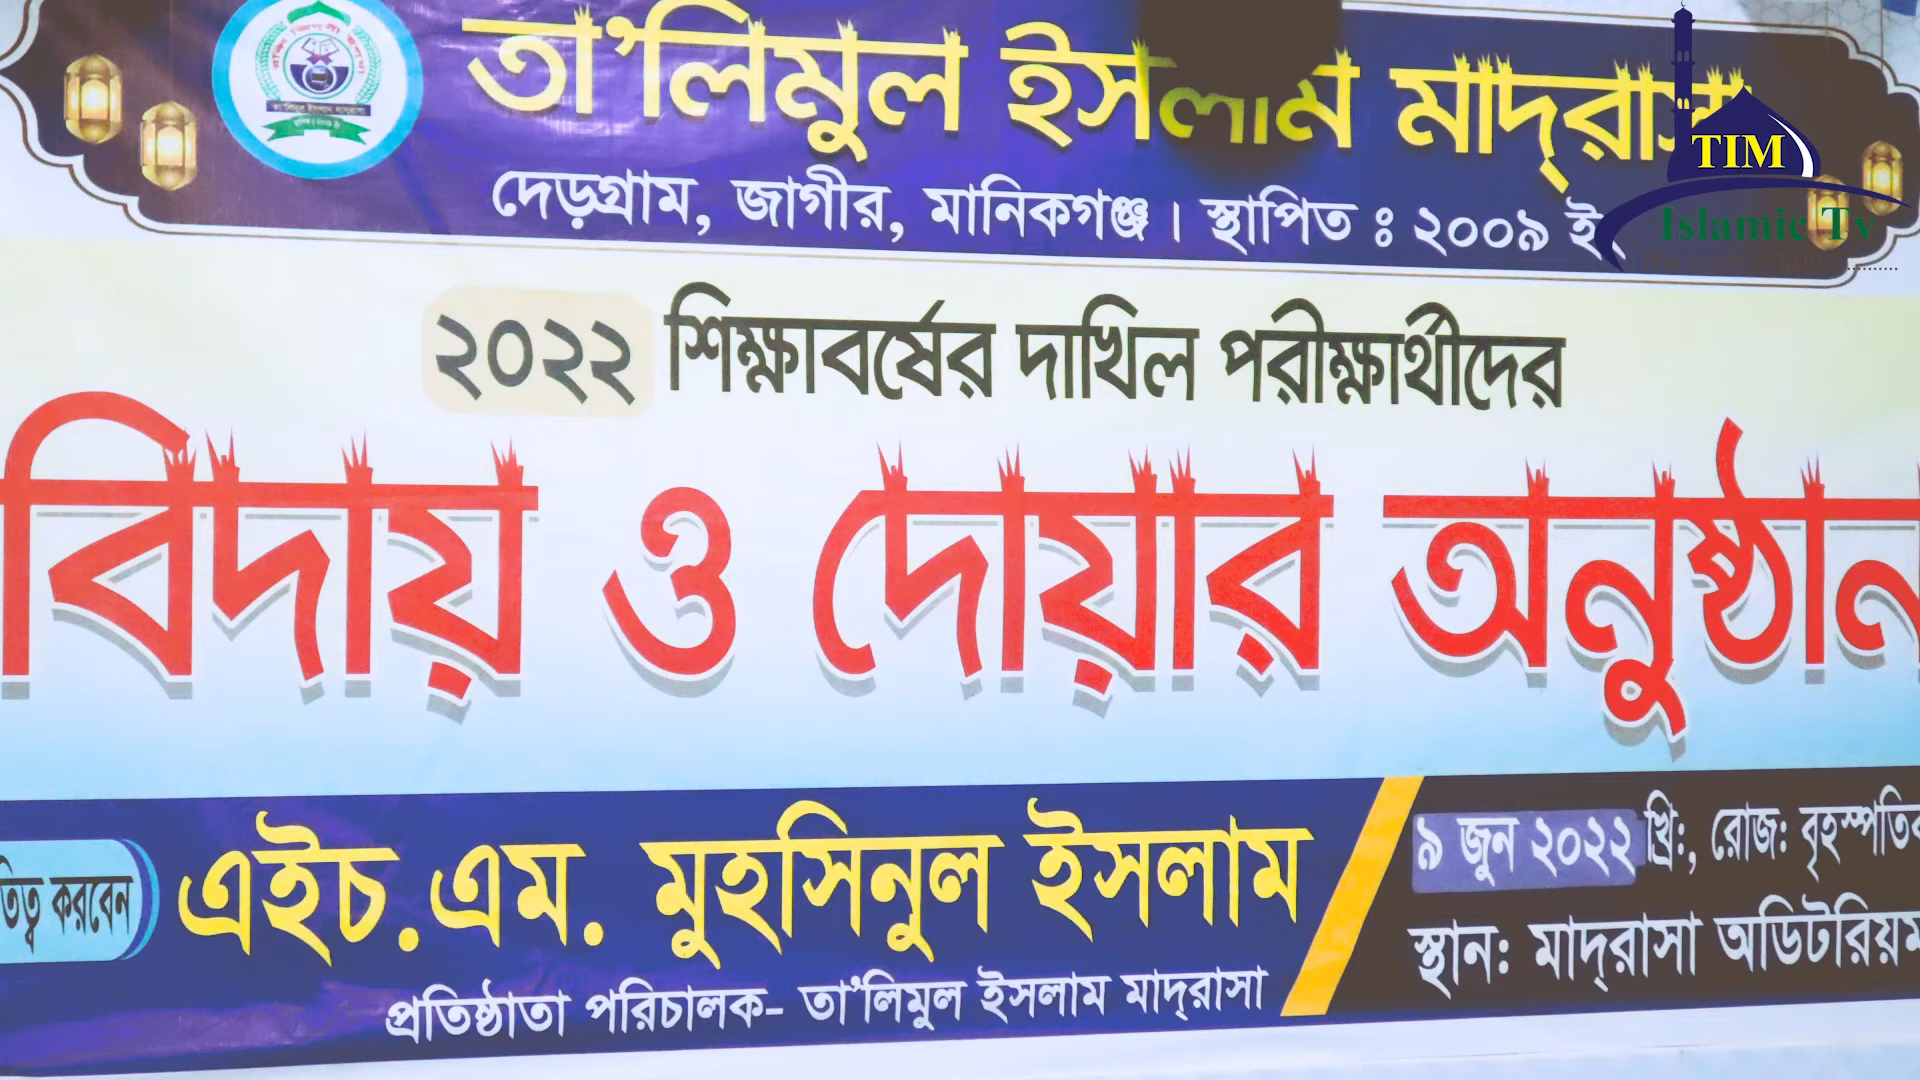 তা'লিমুল ইসলাম মাদ্‌রাসা
দেড়গ্রাম, জাগীর, মানিকগঞ্জ। স্থাপিত : ২০০৯ ইং
TIM
Islamic Tv
২০২২ শিক্ষাবর্ষের দাখিল পরীক্ষার্থীদের
বিদায় ও দোয়ার অনুষ্ঠান
করবেন
এইচ.এম. মুহসিনুল ইসলাম
প্রতিষ্ঠাতা পরিচালক- তা'লিমুল ইসলাম মাদ্‌রাসা
৯ জুন ২০২২ খ্রি:, রোজ: বৃহস্পতিব
স্থান: মাদ্‌রাসা অডিটরিয়ম